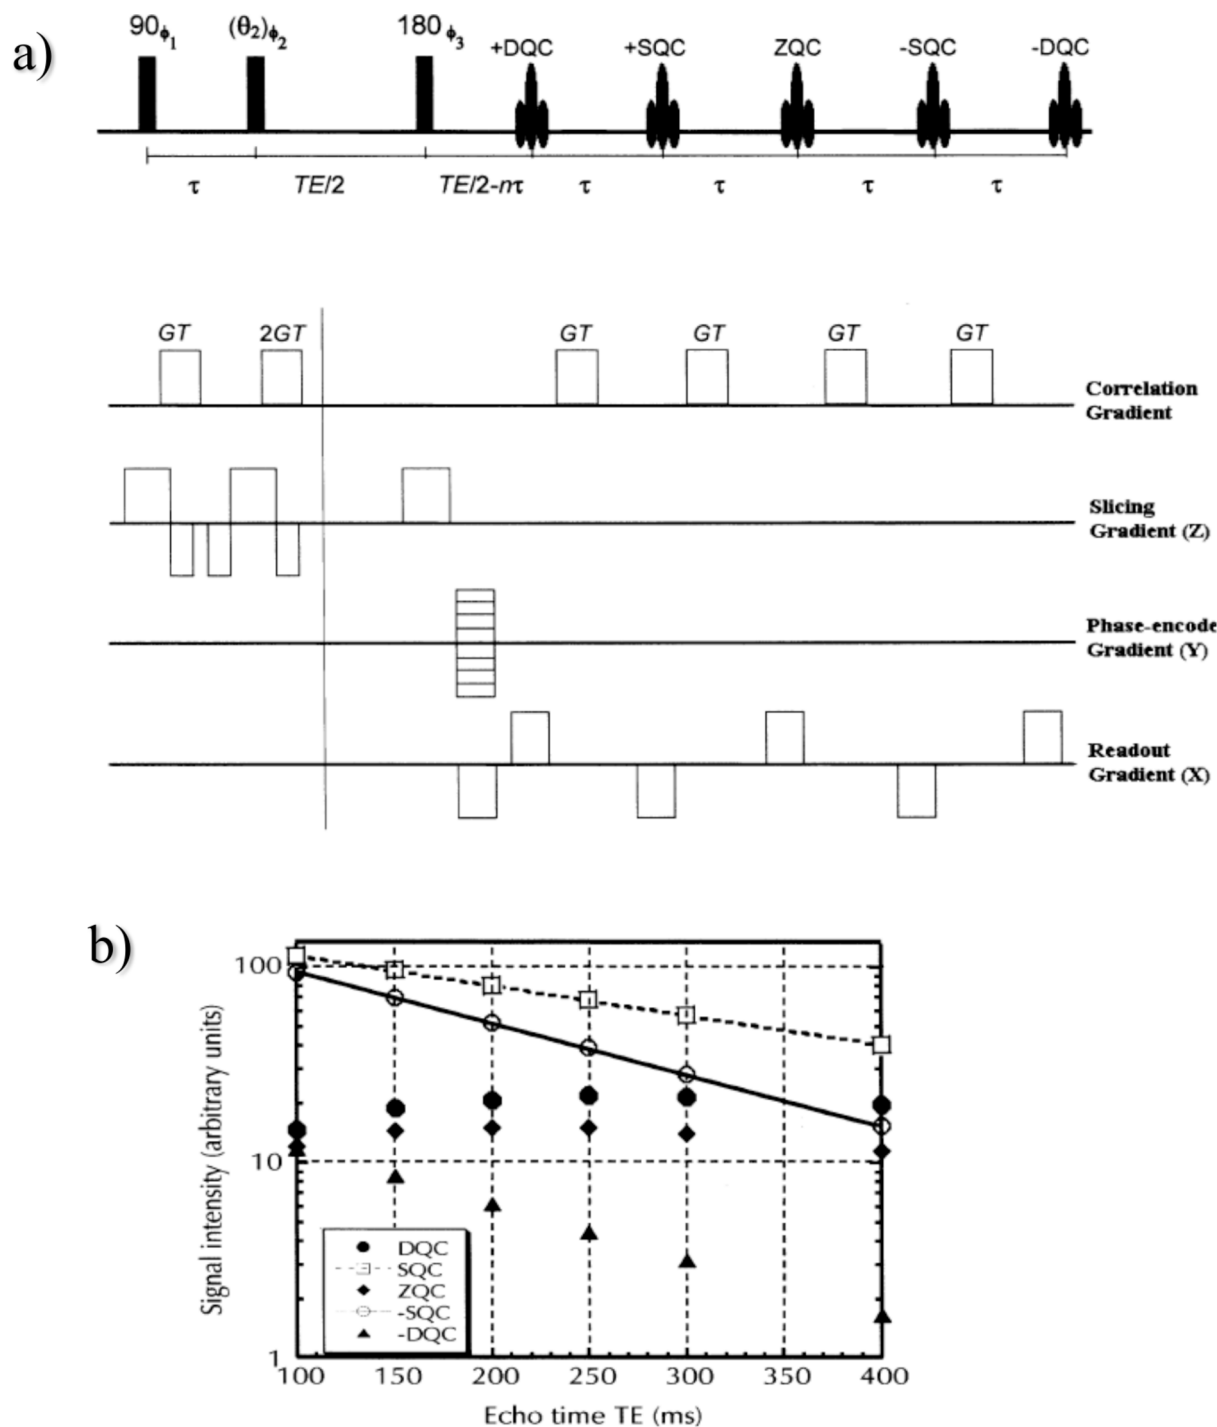 a)
90ϕ1 (θ2)ϕ2 180ϕ3 +DQC +SQC ZQC -SQC -DQC
τ TE/2 TE/2-nτ τ τ τ τ
GT 2GT GT GT GT GT
Correlation
Gradient
Slicing
Gradient (Z)
Phase-encode
Gradient (Y)
Readout
Gradient (X)
b)
Signal intensity (arbitrary units)
100
10
1
DQC
SQC
ZQC
-SQC
-DQC
100 150 200 250 300 350 400
Echo time TE (ms)